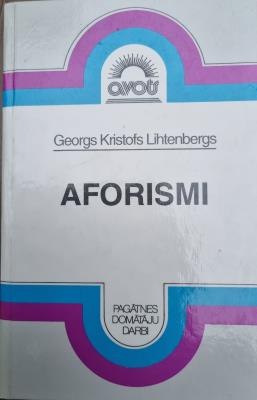 avots
Georgs Kristofs Lihtenbergs
AFORISMI
PAGĀTNES
DOMĀTĀJU
DARBI